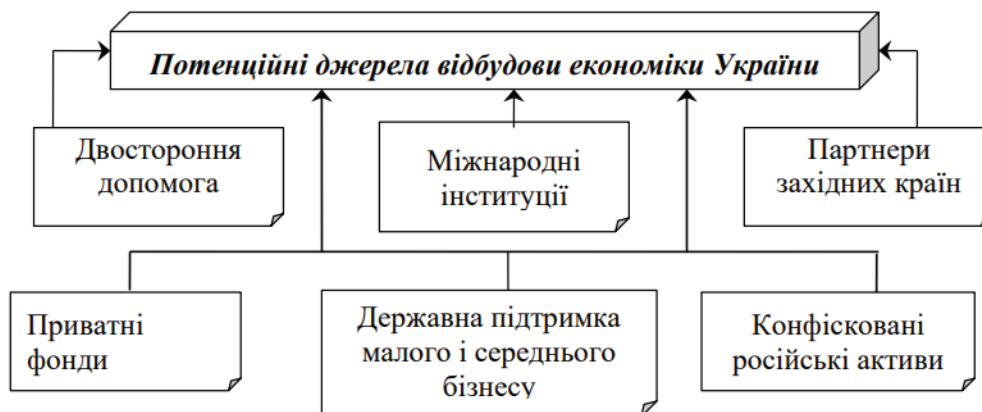 Потенційні джерела відбудови економіки України
Двостороння
допомога
Міжнародні
інституції
Партнери
західних країн
Приватні
фонди
Державна підтримка
малого і середнього
бізнесу
Конфісковані
російські активи